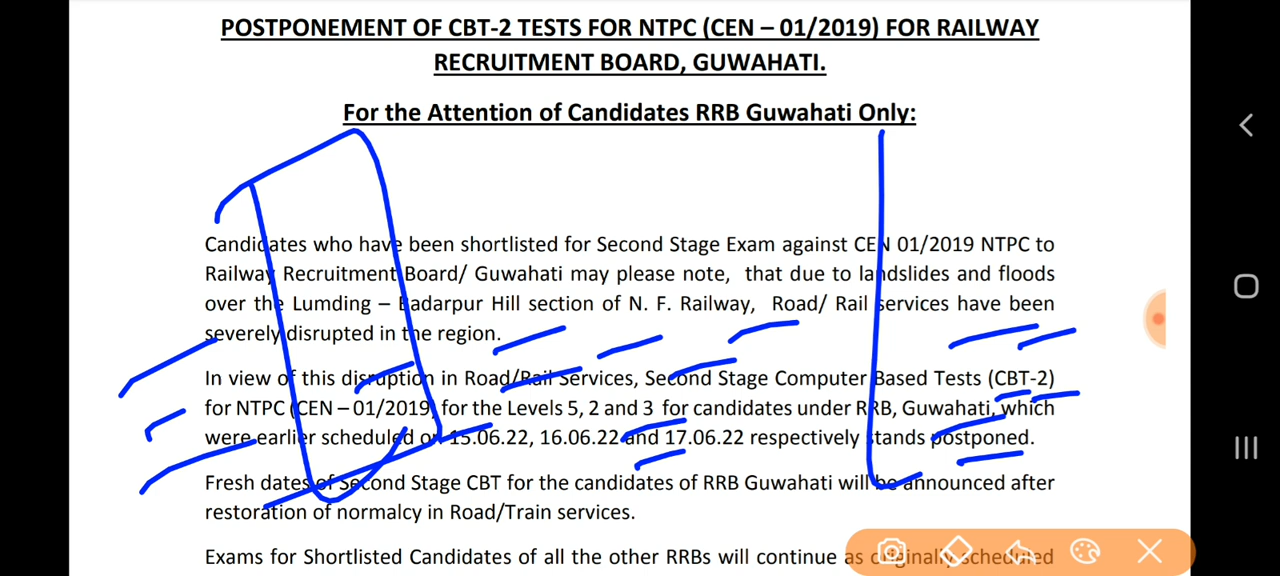 POSTPONEMENT OF CBT-2 TESTS FOR NTPC (CEN – 01/2019) FOR RAILWAY
RECRUITMENT BOARD, GUWAHATI.
For the Attention of Candidates RRB Guwahati Only:
Candidates who have been shortlisted for Second Stage Exam against CEN 01/2019 NTPC to
Railway Recruitment Board/ Guwahati may please note, that due to landslides and floods
over the Lumding – Badarpur Hill section of N. F. Railway, Road/ Rail services have been
severely disrupted in the region.
In view of this disruption in Road/Rail Services, Second Stage Computer Based Tests (CBT-2)
for NTPC (CEN – 01/2019) for the Levels 5, 2 and 3 for candidates under RRB, Guwahati, which
were earlier scheduled on 15.06.22, 16.06.22 and 17.06.22 respectively stands postponed.
Fresh dates of Second Stage CBT for the candidates of RRB Guwahati will be announced after
restoration of normalcy in Road/Train services.
Exams for Shortlisted Candidates of all the other RRBs will continue as originally scheduled